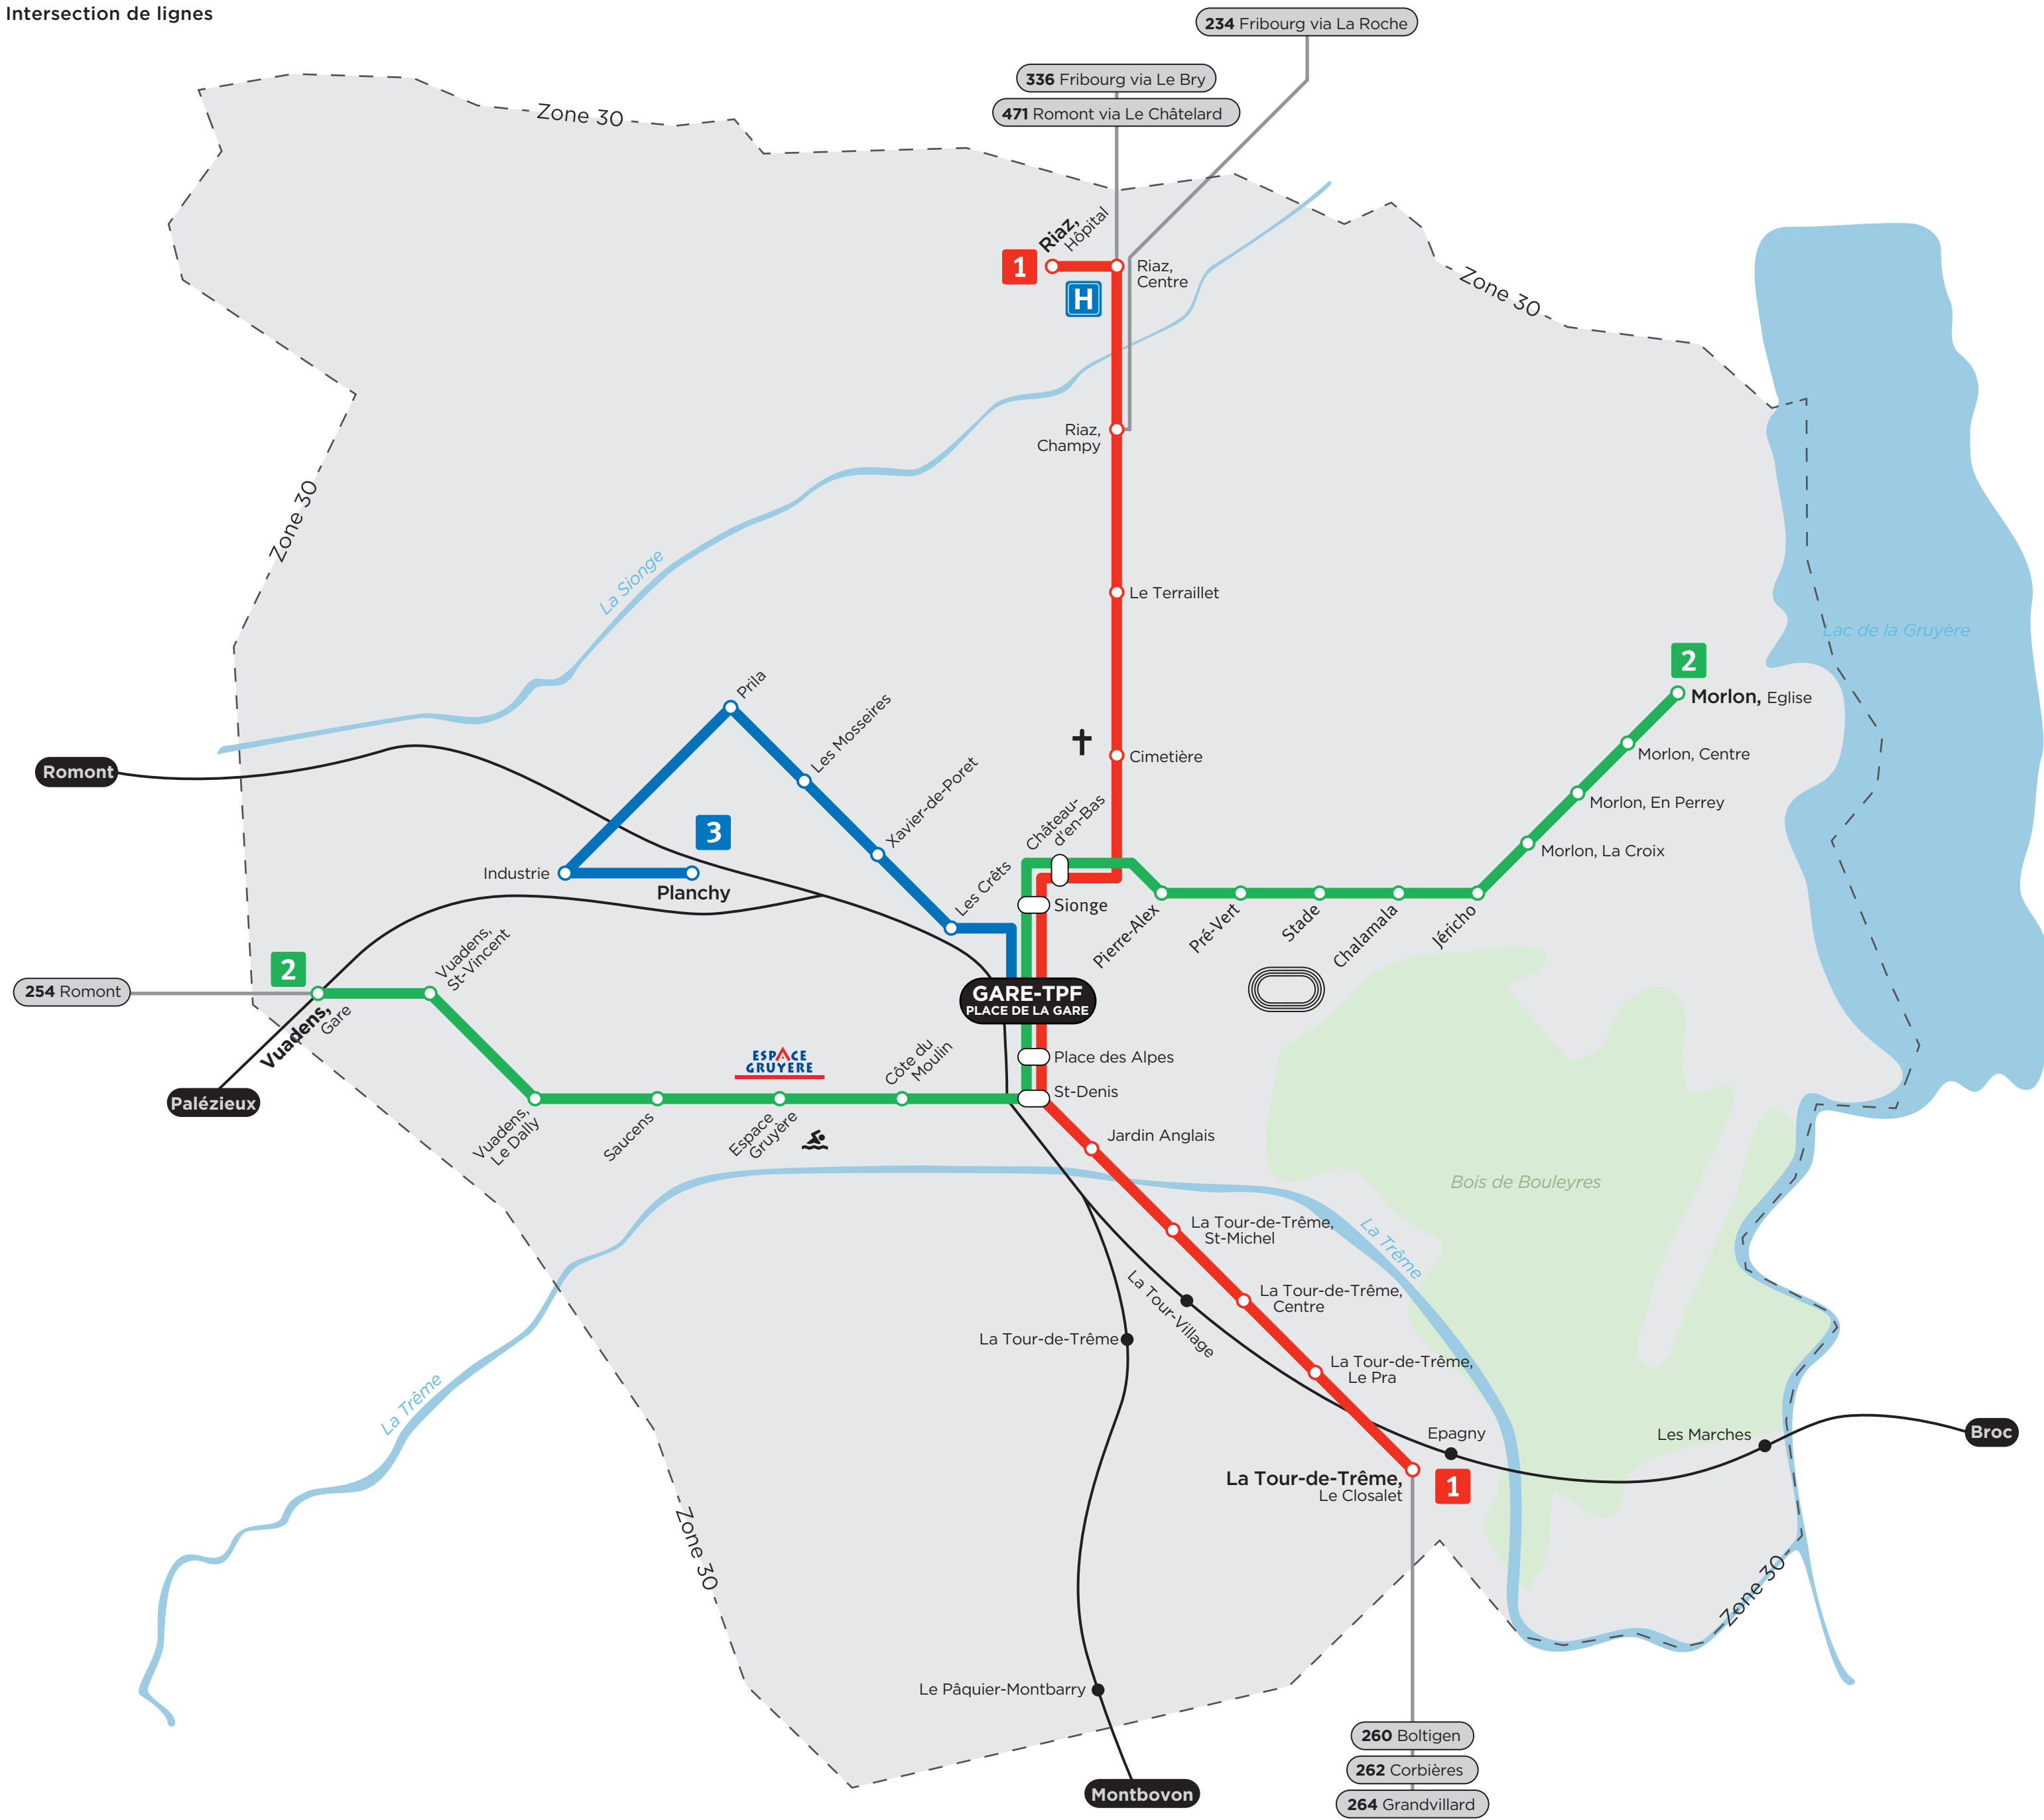 Intersection de lignes
234 Fribourg via La Roche
336 Fribourg via Le Bry
471 Romont via Le Châtelard
Zone 30
Riaz,
Hôpital
1
H
Riaz,
Centre
Zone 30
Riaz,
Champy
Zone 30
La Sionge
Le Terraillet
Lac de la Gruyère
2
Morlon, Eglise
Prila
Les Mosseires
Cimetière
Morlon, Centre
Romont
Xavier-de-Poret
Morlon, En Perrey
3
Château-
d'en-Bas
Morlon, La Croix
Industrie
Planchy
Les Crêts
Sionge
Pierre-Alex
Pré-Vert
Stade
Chalamala
Jéricho
2
Vuadens,
St-Vincent
254 Romont
GARE-TPF
PLACE DE LA GARE
Vuadens,
Gare
ESPACE
GRUYERE
Côte du
Moulin
Place des Alpes
St-Denis
Palézieux
Vuadens,
Le Dally
Saucens
Espace
Gruyère
Jardin Anglais
Bois de Bouleyres
La Tour-de-Trême,
St-Michel
La Trême
La Tour-Village
La Tour-de-Trême,
Centre
La Tour-de-Trême
La Tour-de-Trême,
Le Pra
La Trême
Epagny
Les Marches
Broc
La Tour-de-Trême,
Le Closalet
1
Zone 30
Zone 30
Le Pâquier-Montbarry
260 Boltigen
262 Corbières
Montbovon
264 Grandvillard